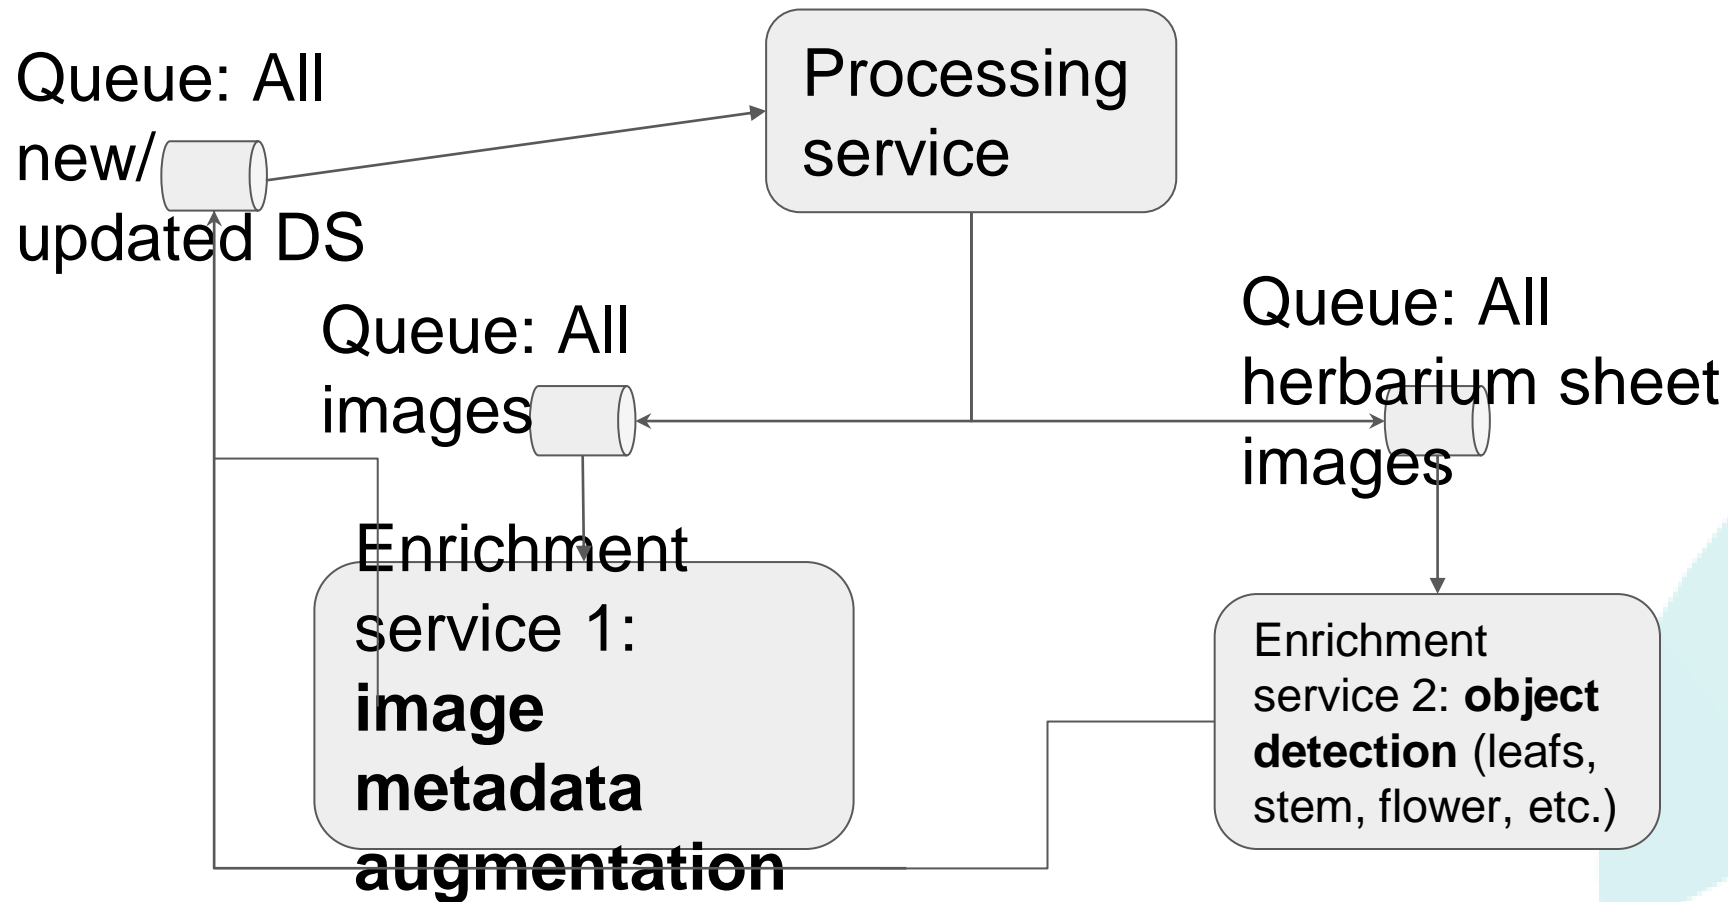 Queue: All
new/
updated DS
Processing
service
Queue: All
images
Queue: All
herbarium sheet
images
Enrichment
service 1:
image
metadata
augmentation
Enrichment
service 2: object
detection (leafs,
stem, flower, etc.)